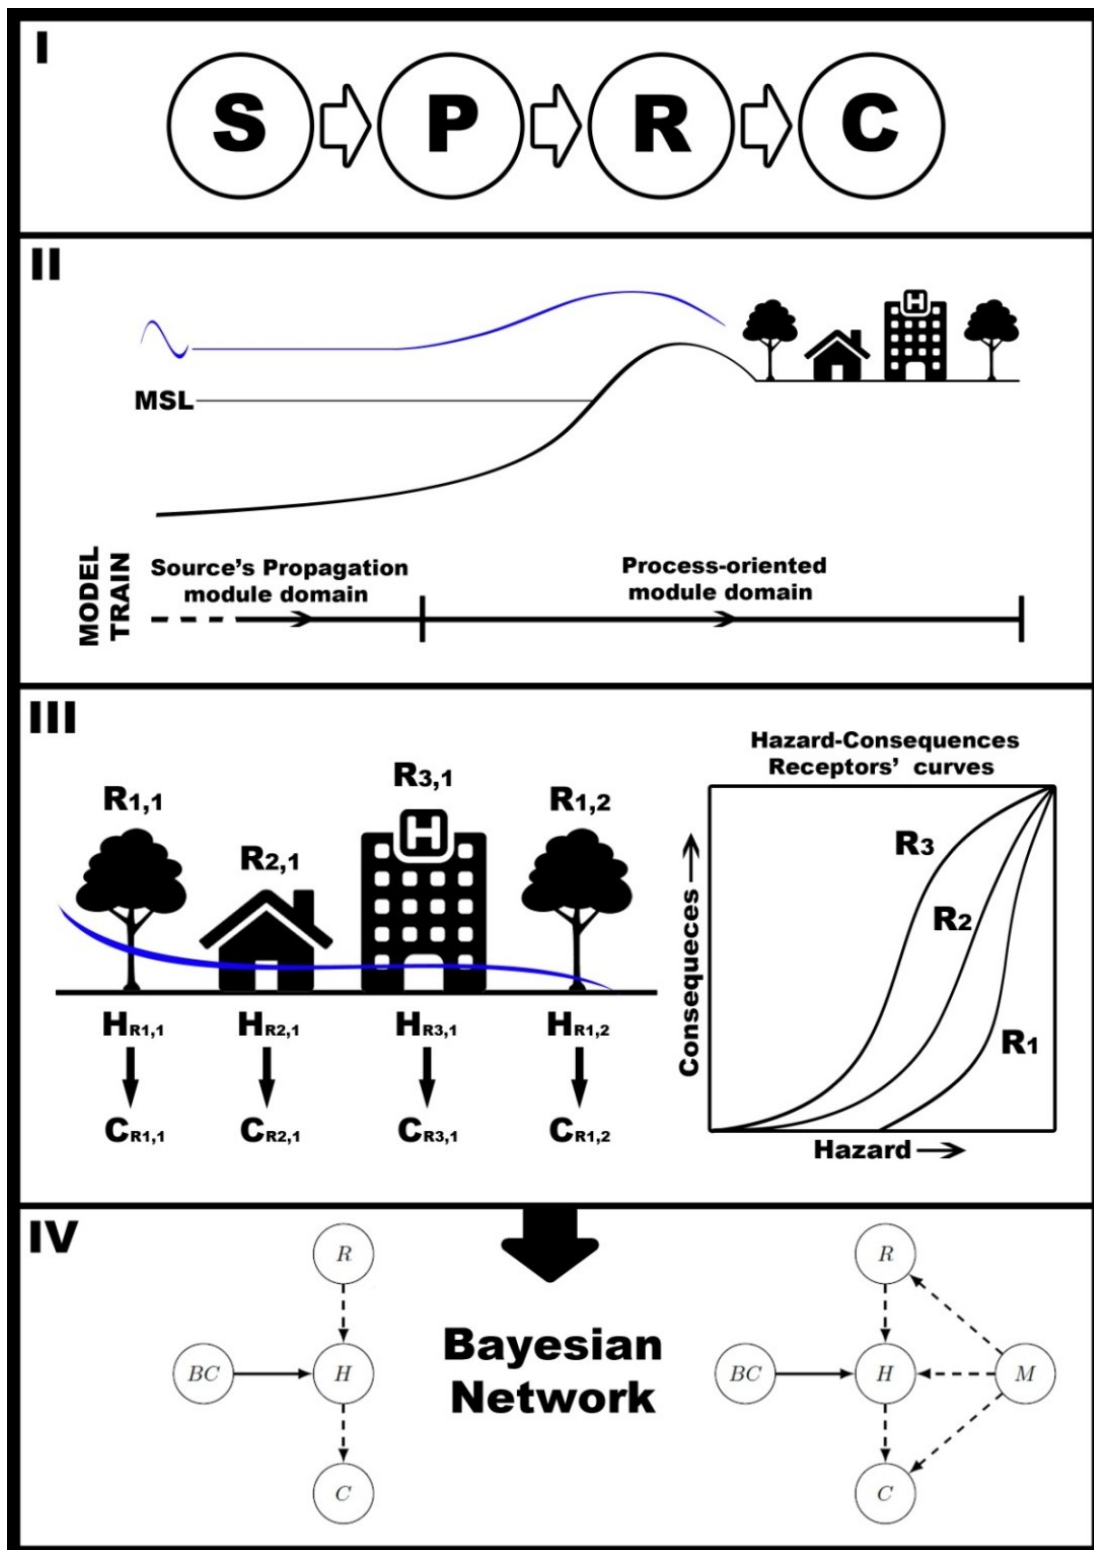 I
S P R C
II
H
MSL
MODEL
TRAIN
Source's Propagation
module domain
Process-oriented
module domain
III
R1,1
R2,1
R3,1
R1,2
H
HR1,1
HR2,1
HR3,1
HR1,2
CR1,1
CR2,1
CR3,1
CR1,2
Hazard-Consequences
Receptors' curves
Consequeces
R3
R2
R1
Hazard
IV
R
BC
H
C
Bayesian
Network
R
BC
H
M
C